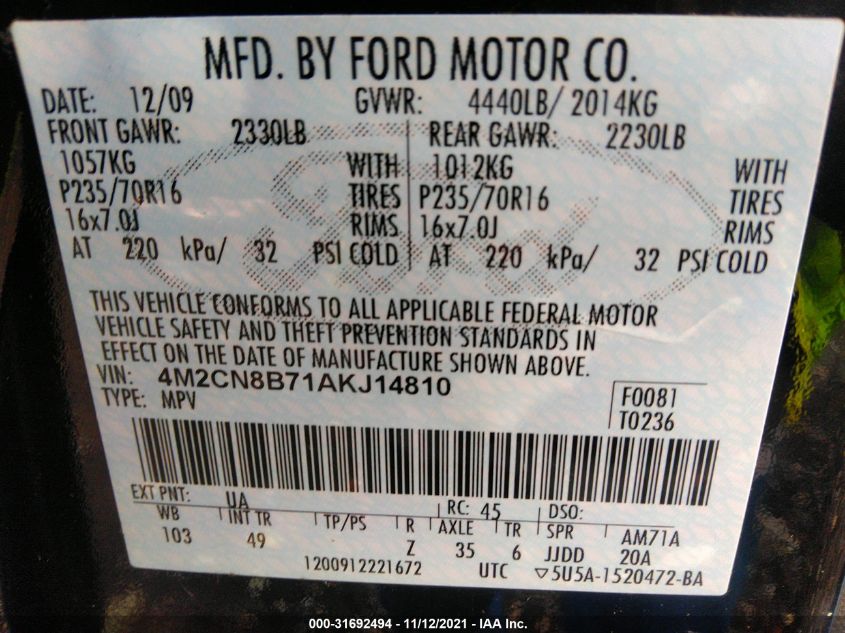 MFD. BY FORD MOTOR CO.
DATE: 12/09 GVWR: 4440LB/ 2014KG
FRONT GAWR: 2330LB REAR GAWR: 2230LB
1057KG WITH 1012KG WITH
P235/70R16 TIRES P235/70R16 TIRES
16x7.0J RIMS 16x7.0J RIMS
AT 220 kPa/ 32 PSI COLD AT 220 kPa/ 32 PSI COLD
Ford
THIS VEHICLE CONFORMS TO ALL APPLICABLE FEDERAL MOTOR
VEHICLE SAFETY AND THEFT PREVENTION STANDARDS IN
EFFECT ON THE DATE OF MANUFACTURE SHOWN ABOVE.
VIN: 4M2CN8B71AKJ14810
TYPE: MPV
F0081
T0236
EXT PNT: UA RC: 45 DSO:
WB INT TR TP/PS R AXLE TR SPR AM71A
103 49 Z 35 6 JJDD 20A
1200912221672 UTC ▽5U5A-1520472-BA
000-31692494 - 11/12/2021 - IAA Inc.